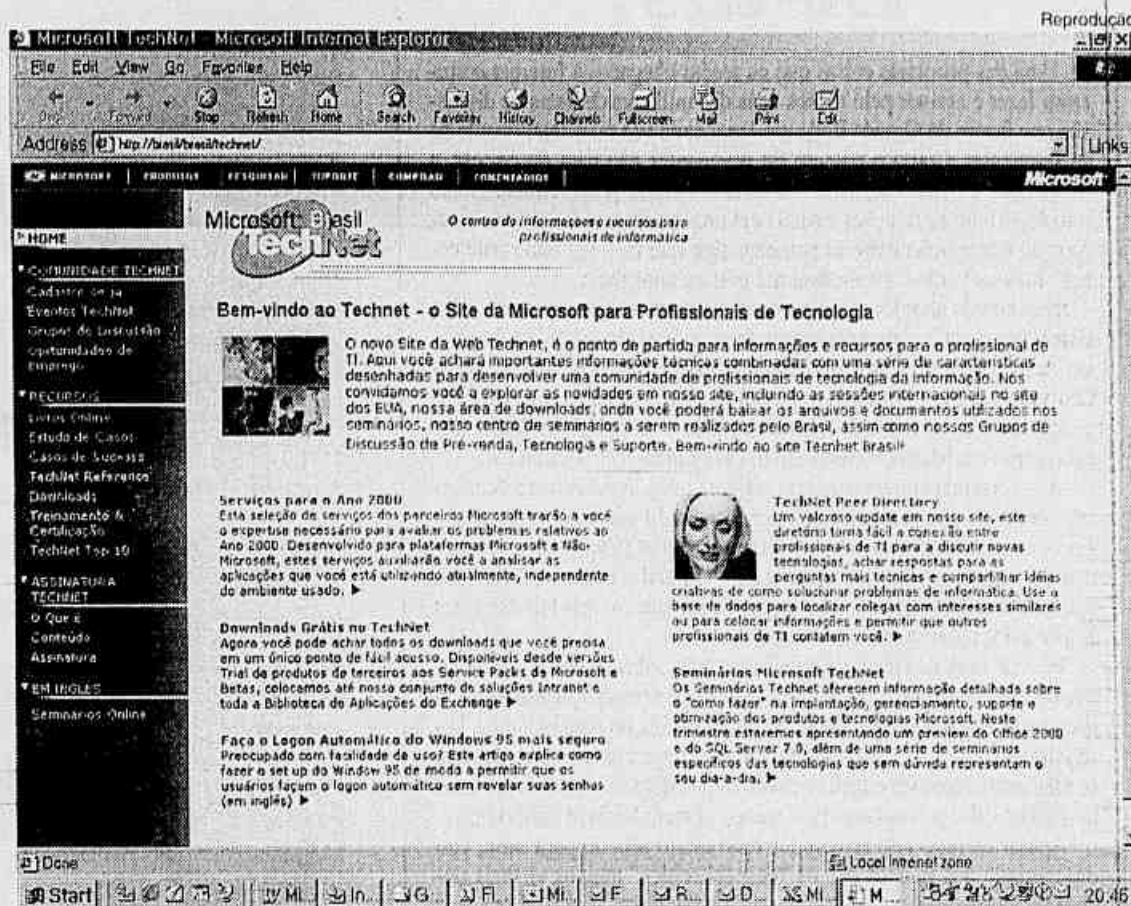 Reprodução
Microsoft TechNet - Microsoft Internet Explorer
File Edit View Go Favorites Help
Forward Stop Refresh Home Search Favorites History Channels Fullscreen Mail Print Edit
Address http://brasil/brasil/technet/ Links
MICROSOFT PRODUTOS PESQUISAR SUPORTE COMPRAR COMENTARIOS Microsoft
HOME
COMUNIDADE TECHNET
Cadastre-se já
Eventos TechNet
Grupos de Discussão
Oportunidades de
Emprego
RECURSOS
Livros Online
Estudo de Casos
Casos de Sucesso
TechNet Reference
Downloads
Treinamento &
Certificação
TechNet Top 10
ASSINATURA
TECHNET
O Que é
Conteúdo
Assinatura
EM INGLES
Seminários Online
Microsoft Brasil
TechNet
O centro de informações e recursos para
profissionais de informática
Bem-vindo ao Technet - o Site da Microsoft para Profissionais de Tecnologia
O novo Site da Web Technet, é o ponto de partida para informações e recursos para o profissional de
TI. Aqui você achará importantes informações técnicas combinadas com uma série de características
desenhadas para desenvolver uma comunidade de profissionais de tecnologia da informação. Nós
convidamos você a explorar as novidades em nosso site, incluindo as sessões internacionais no site
dos EUA, nossa área de downloads, onde você poderá baixar os arquivos e documentos utilizados nos
seminários, nosso centro de seminários a serem realizados pelo Brasil, assim como nossos Grupos de
Discussão de Pré-venda, Tecnologia e Suporte. Bem-vindo ao site Technet Brasil!
Serviços para o Ano 2000
Esta seleção de serviços dos parceiros Microsoft trarão a você
o expertise necessário para avaliar os problemas relativos ao
Ano 2000. Desenvolvido para plataformas Microsoft e Não-
Microsoft, estes serviços auxiliarão você a analisar as
aplicações que você está utilizando atualmente, independente
do ambiente usado.
Downloads Grátis no TechNet
Agora você pode achar todos os downloads que você precisa
em um único ponto de fácil acesso. Disponíveis desde versões
Trial de produtos de terceiros aos Service Packs da Microsoft e
Betas, colocamos até nosso conjunto de soluções Intranet e
toda a Biblioteca de Aplicações do Exchange
Faça o Logon Automático do Windows 95 mais seguro
Preocupado com facilidade de uso? Este artigo explica como
fazer o set up do Window 95 de modo a permitir que os
usuários façam o logon automático sem revelar suas senhas
(em inglês)
TechNet Peer Directory
Um valoroso update em nosso site, este
diretório torna fácil a conexão entre
profissionais de TI para a discutir novas
tecnologias, achar respostas para as
perguntas mais técnicas e compartilhar idéias
criativas de como solucionar problemas de informática. Use a
base de dados para localizar colegas com interesses similares
ou para colocar informações e permitir que outros
profissionais de TI contatem você.
Seminários Microsoft TechNet
Os Seminários Technet oferecem informação detalhada sobre
o "como fazer" na implantação, gerenciamento, suporte e
otimização dos produtos e tecnologias Microsoft. Neste
trimestre estaremos apresentando um preview do Office 2000
e do SQL Server 7.0, além de uma série de seminários
específicos das tecnologias que sem dúvida representam o
seu dia-a-dia.
Done Local intranet zone
Start Mi... In... G... Fl... Mi... F... R... D... Mi... M... 20:46